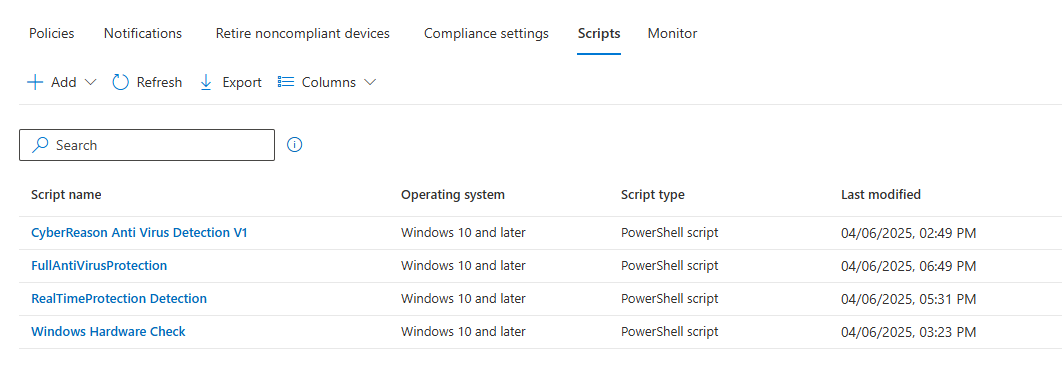 Policies Notifications Retire noncompliant devices Compliance settings Scripts Monitor
Add Refresh Export Columns
Search
Script name Operating system Script type Last modified
CyberReason Anti Virus Detection V1 Windows 10 and later PowerShell script 04/06/2025, 02:49 PM
FullAntiVirusProtection Windows 10 and later PowerShell script 04/06/2025, 06:49 PM
RealTimeProtection Detection Windows 10 and later PowerShell script 04/06/2025, 05:31 PM
Windows Hardware Check Windows 10 and later PowerShell script 04/06/2025, 03:23 PM